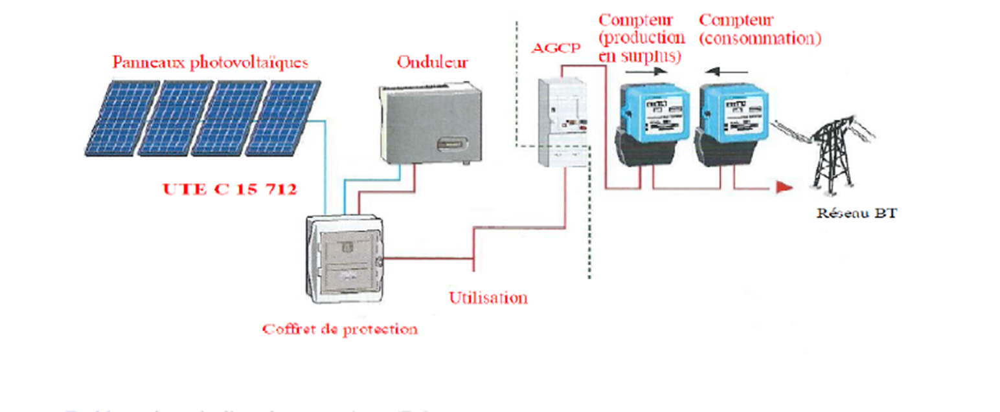 Compteur
(production
en surplus)
Compteur
(consommation)
AGCP
Panneaux photovoltaïques
Onduleur
UTE C 15 712
Réseau BT
Utilisation
Coffret de protection